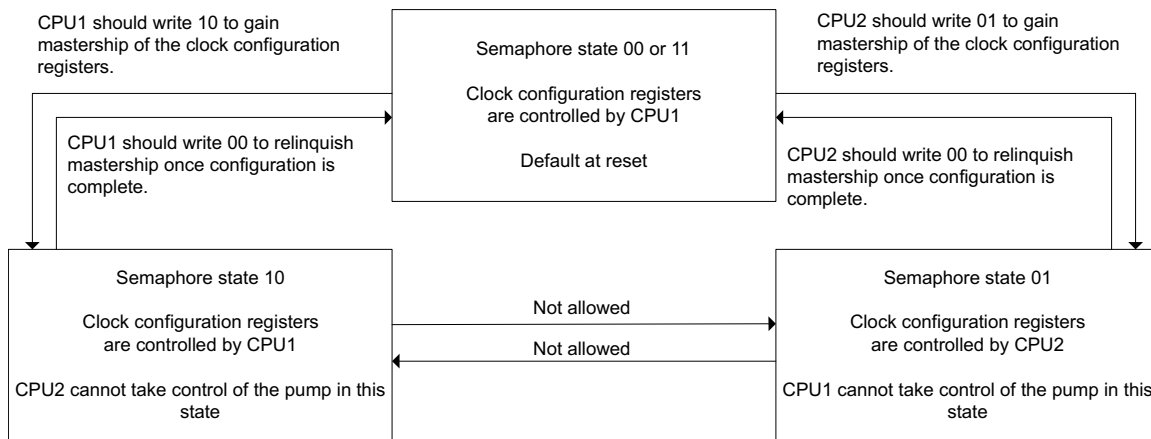 CPU1 should write 10 to gain
mastership of the clock configuration
registers.
CPU2 should write 01 to gain
mastership of the clock configuration
registers.
Semaphore state 00 or 11
Clock configuration registers
are controlled by CPU1
Default at reset
CPU1 should write 00 to relinquish
mastership once configuration is
complete.
CPU2 should write 00 to relinquish
mastership once configuration is
complete.
Semaphore state 10
Clock configuration registers
are controlled by CPU1
CPU2 cannot take control of the pump in this
state
Not allowed
Not allowed
Semaphore state 01
Clock configuration registers
are controlled by CPU2
CPU1 cannot take control of the pump in this
state